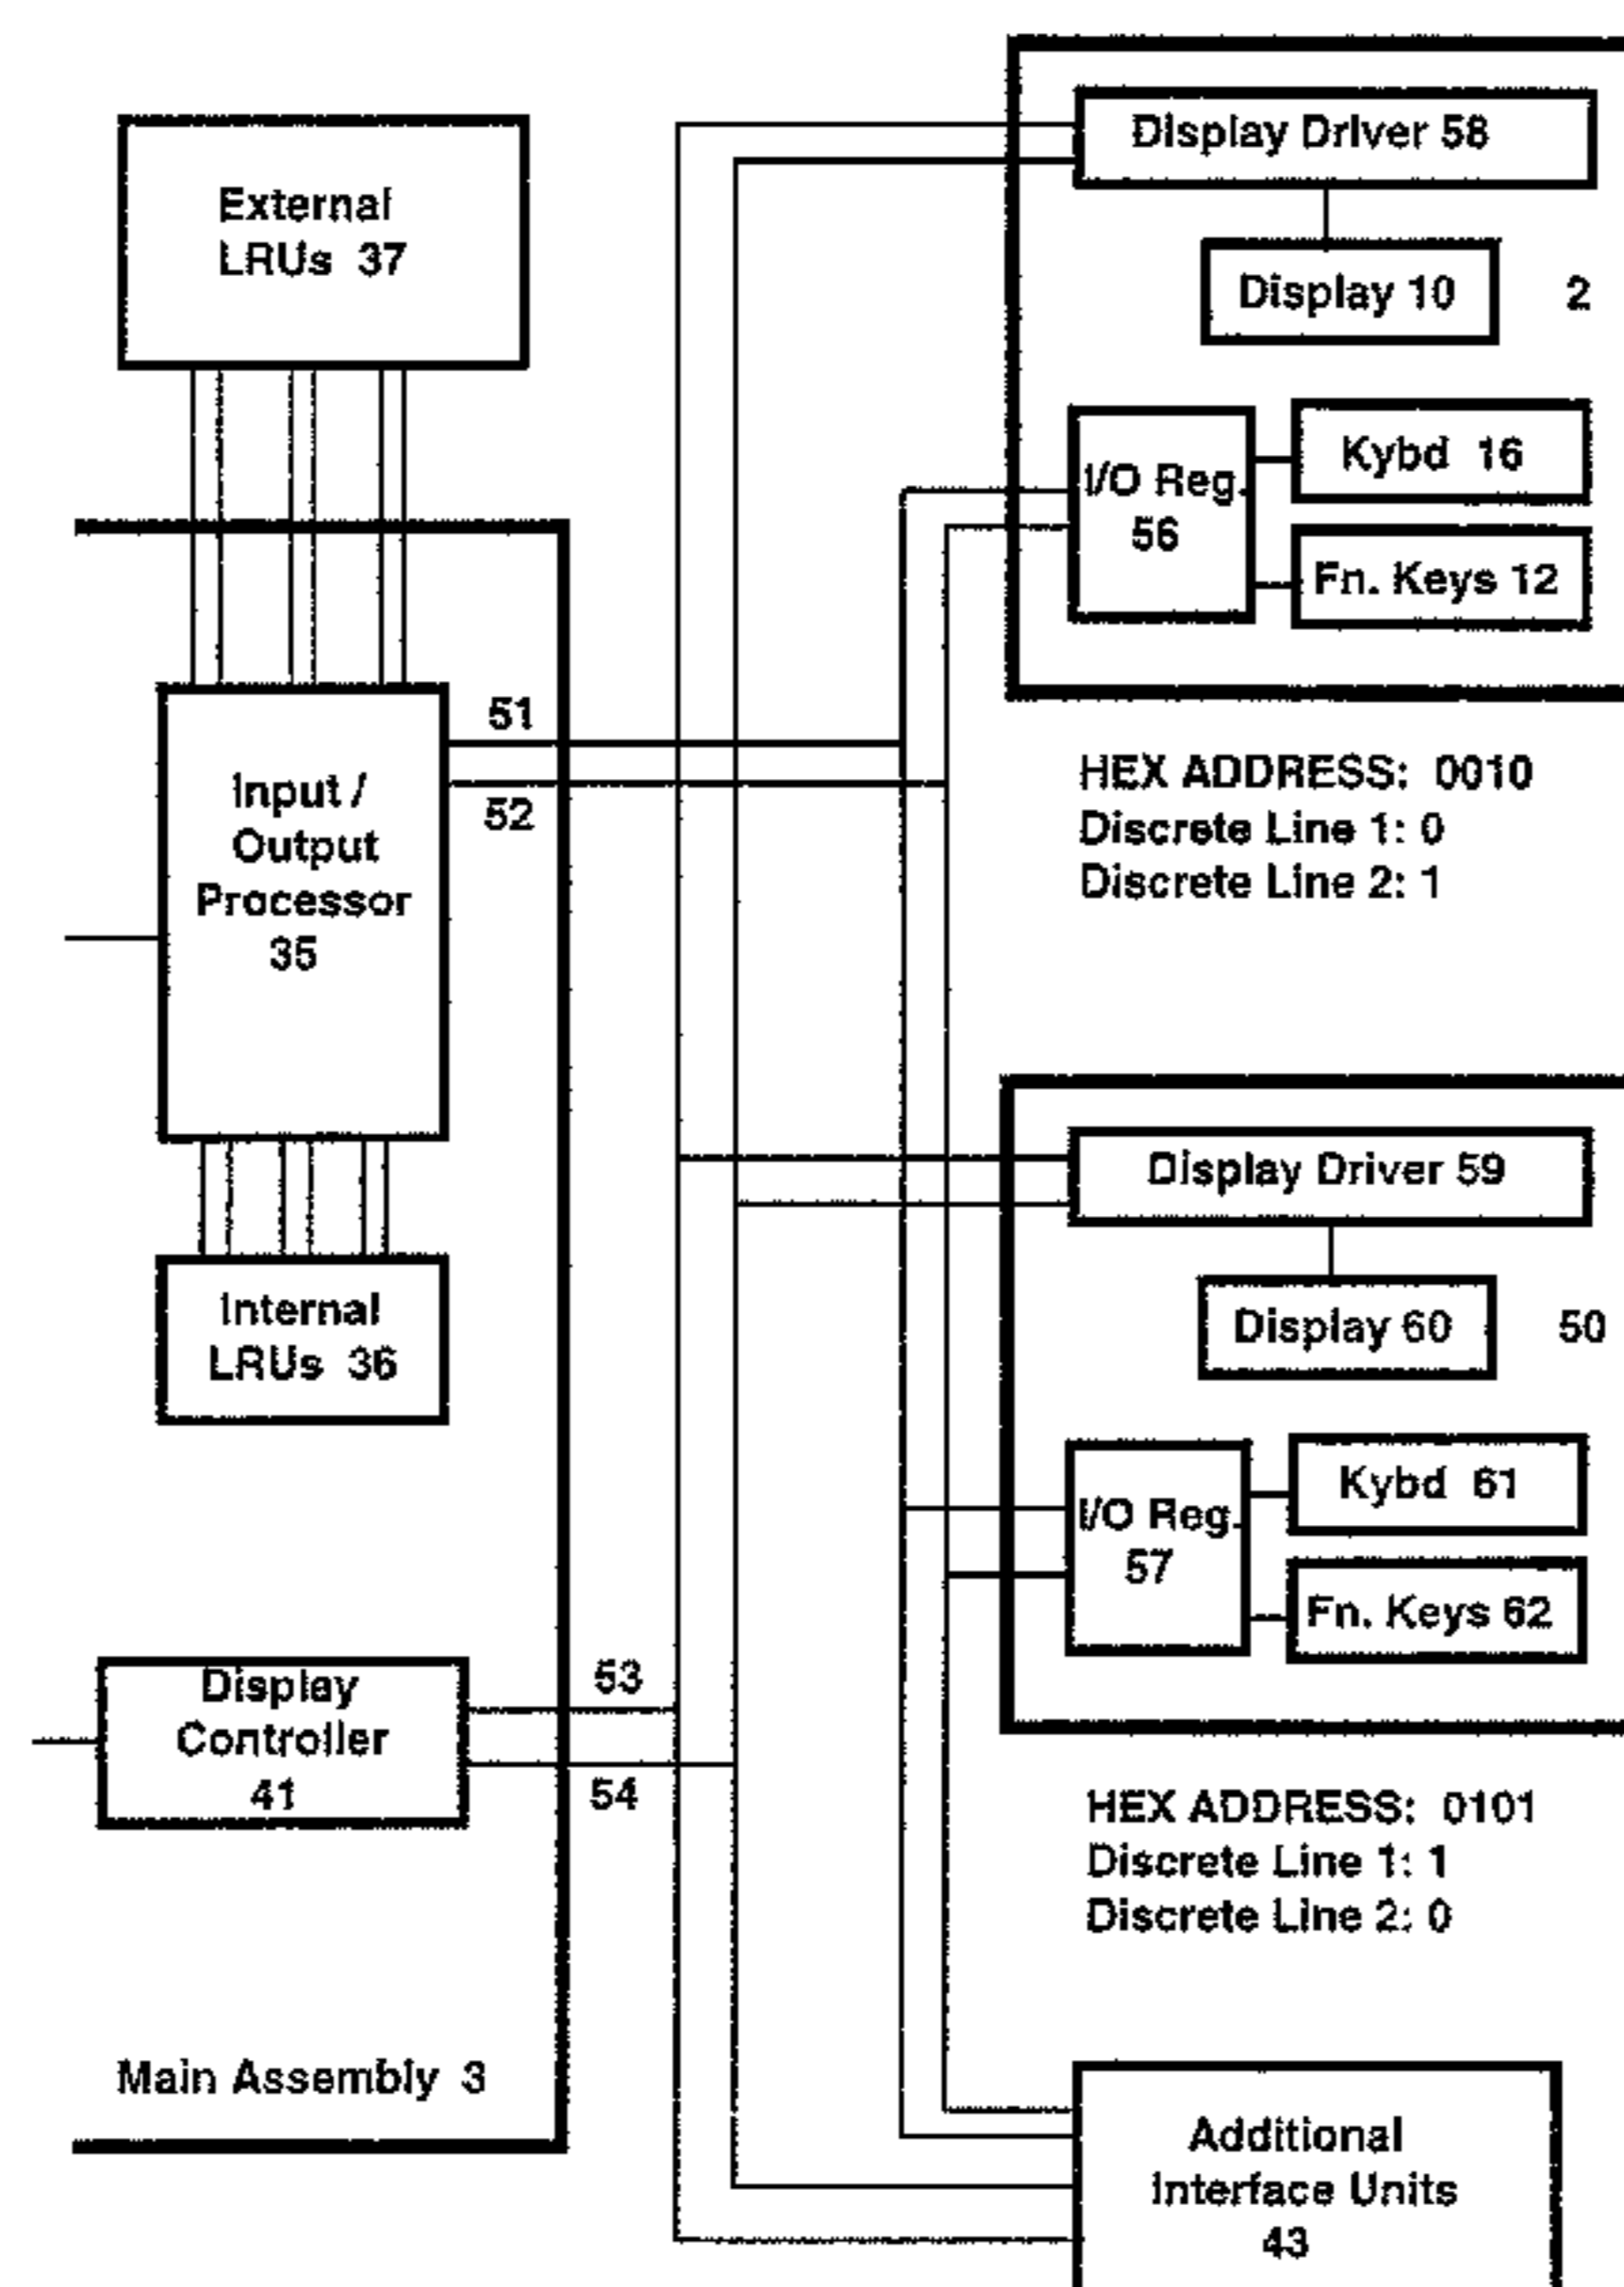 External
LRUs 37
Input /
Output
Processor
35
51
52
Internal
LRUs 36
Display
Controller
41
53
54
Main Assembly 3
Display Driver 58
Display 10
2
I/O Reg.
56
Kybd 16
Fn. Keys 12
HEX ADDRESS: 0010
Discrete Line 1: 0
Discrete Line 2: 1
Display Driver 59
Display 60
50
I/O Reg.
57
Kybd 61
Fn. Keys 62
HEX ADDRESS: 0101
Discrete Line 1: 1
Discrete Line 2: 0
Additional
Interface Units
43